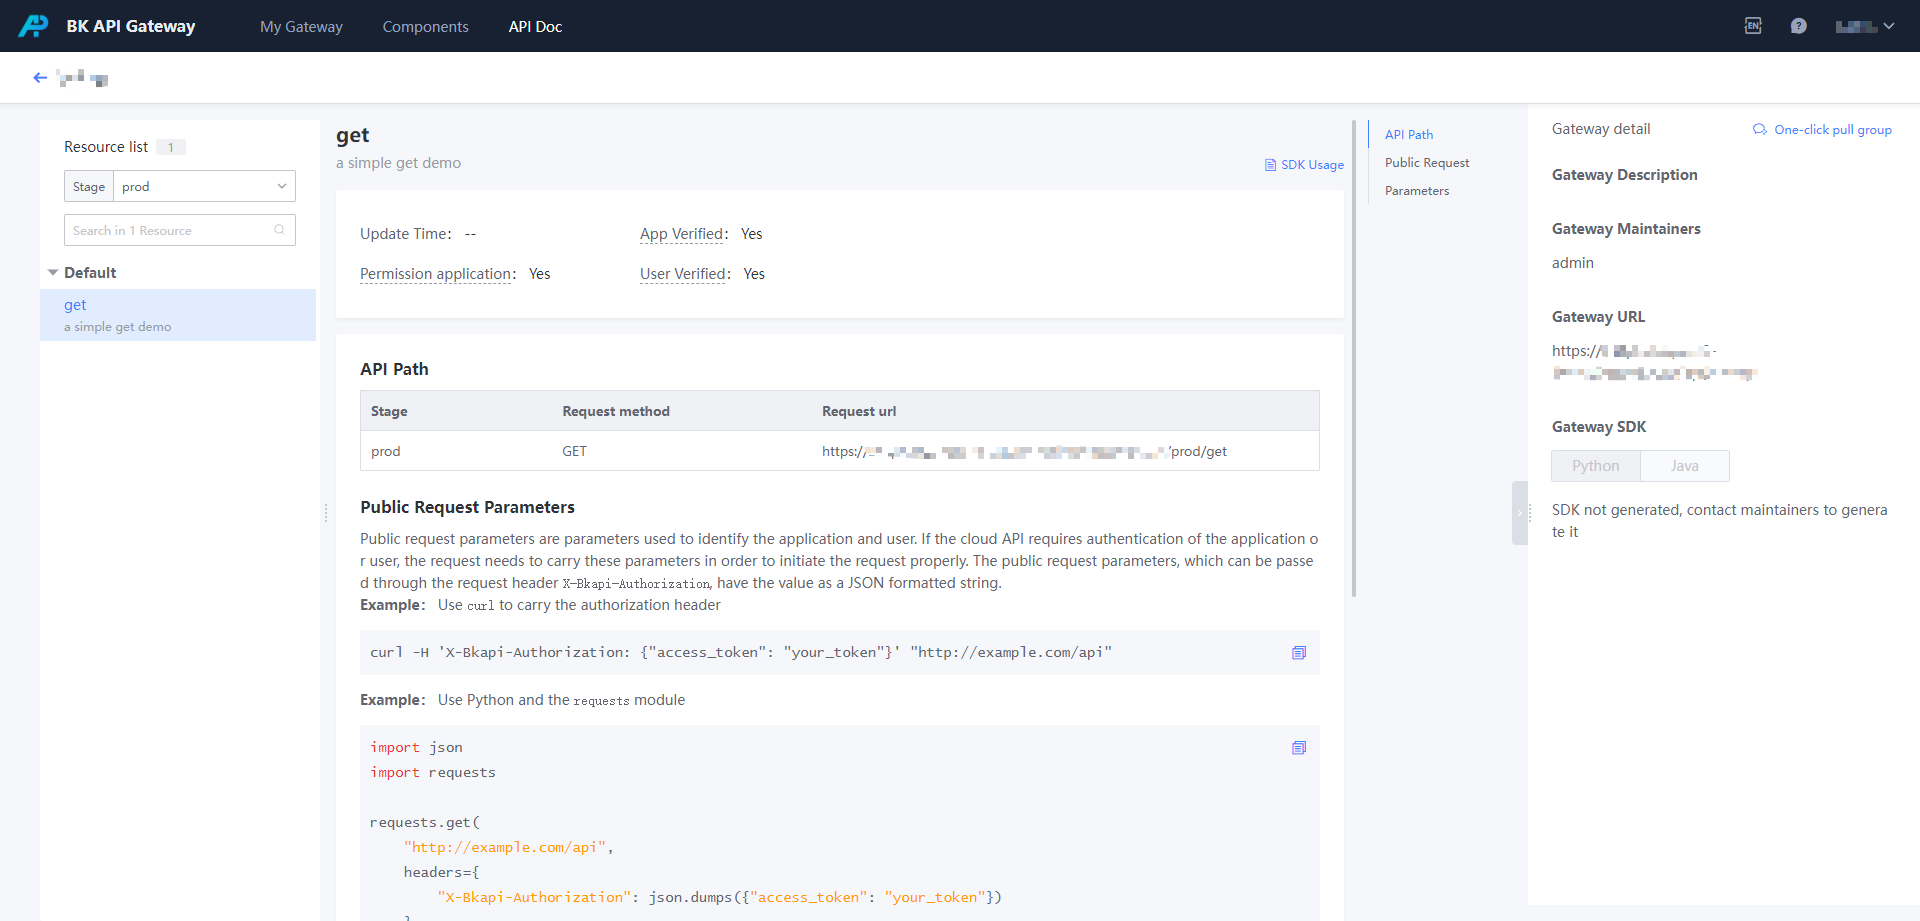 BK API Gateway
My Gateway
Components
API Doc
EN
?
Resource list 1
Stage prod
Search in 1 Resource
Default
get
a simple get demo
get
a simple get demo
SDK Usage
Update Time: --
App Verified: Yes
Permission application: Yes
User Verified: Yes
API Path
Stage Request method Request url
prod GET https:// /prod/get
Public Request Parameters
Public request parameters are parameters used to identify the application and user. If the cloud API requires authentication of the application o
r user, the request needs to carry these parameters in order to initiate the request properly. The public request parameters, which can be passe
d through the request header X-Bkapi-Authorization, have the value as a JSON formatted string.
Example: Use curl to carry the authorization header
curl -H 'X-Bkapi-Authorization: {"access_token": "your_token"}' "http://example.com/api"
Example: Use Python and the requests module
import json
import requests
requests.get(
"http://example.com/api",
headers={
"X-Bkapi-Authorization": json.dumps({"access_token": "your_token"})
API Path
Public Request
Parameters
Gateway detail
One-click pull group
Gateway Description
Gateway Maintainers
admin
Gateway URL
https://
Gateway SDK
Python Java
SDK not generated, contact maintainers to genera
te it